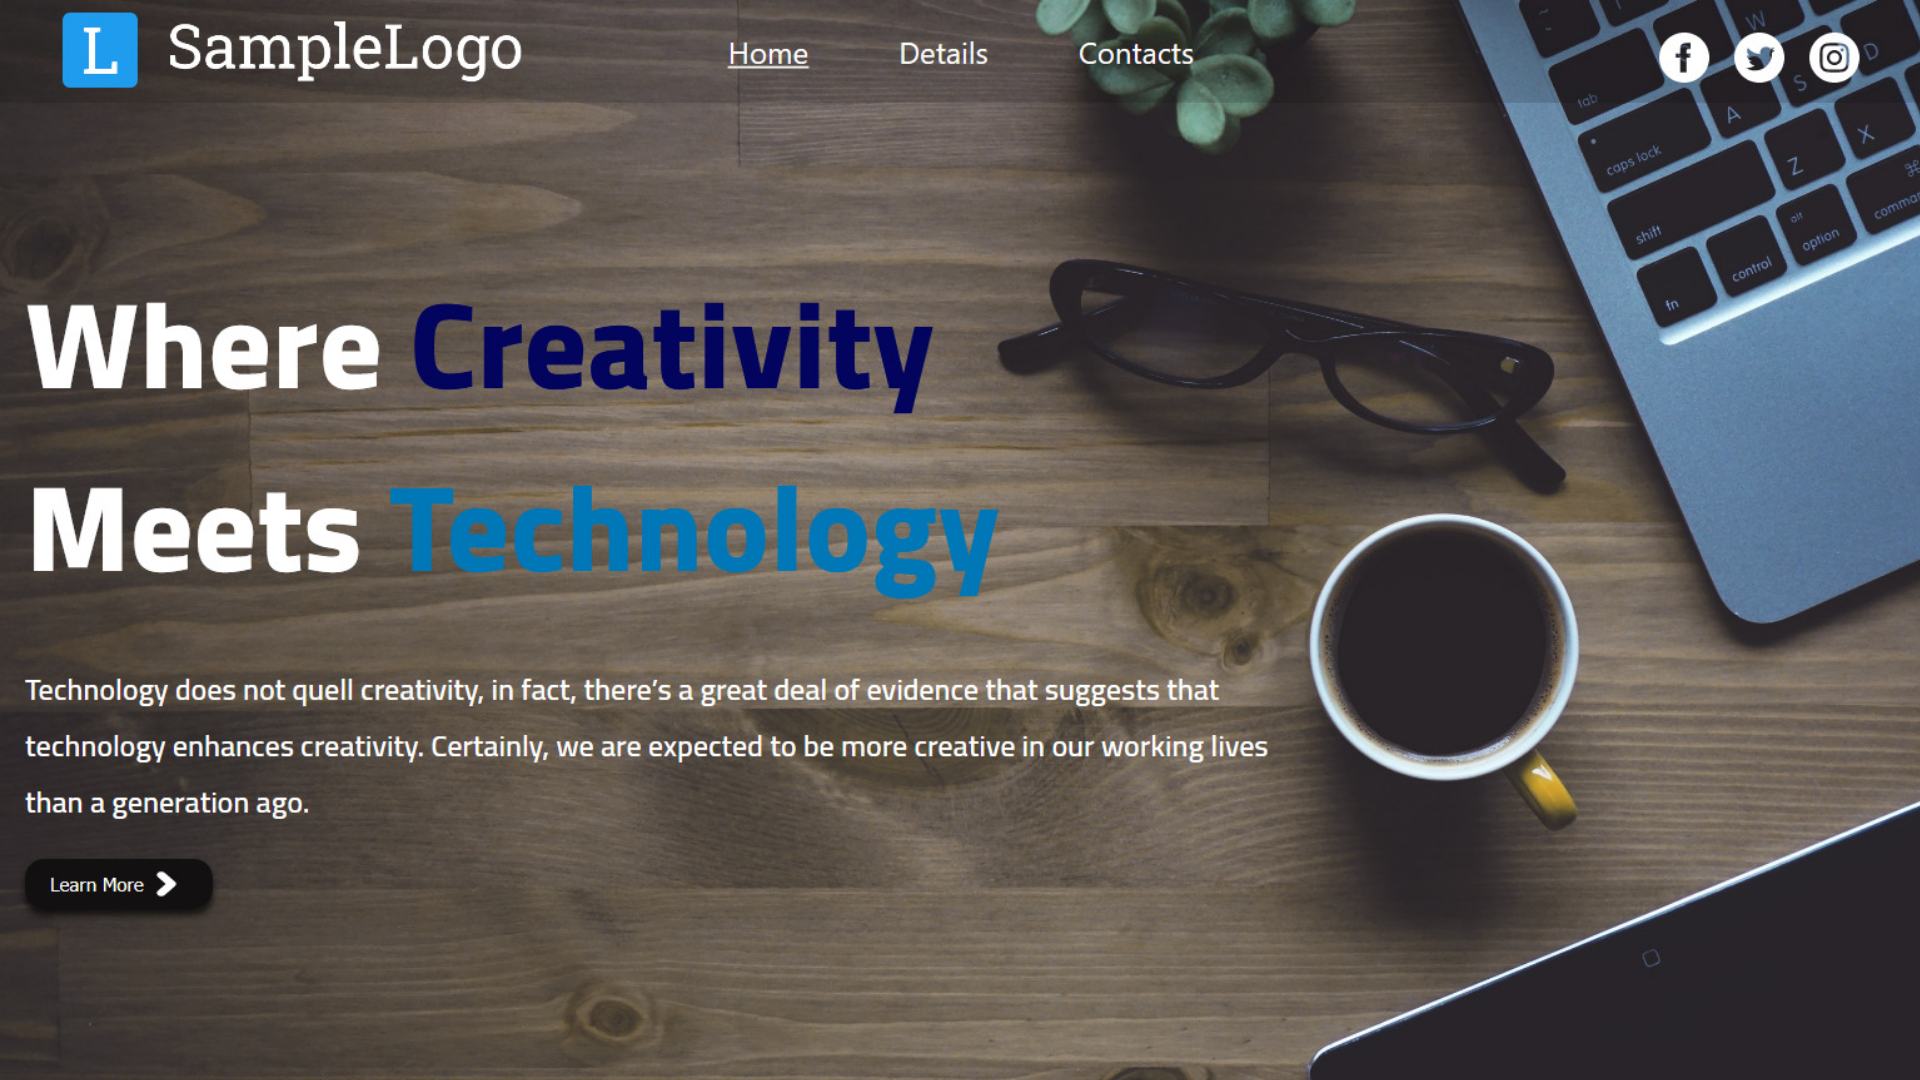 L SampleLogo Home Details Contacts
Where Creativity
Meets Technology
Technology does not quell creativity, in fact, there’s a great deal of evidence that suggests that
technology enhances creativity. Certainly, we are expected to be more creative in our working lives
than a generation ago.
Learn More
~
W
tab
A
S
D
caps lock
Z
X
shift
fn
control
alt
option
⌘